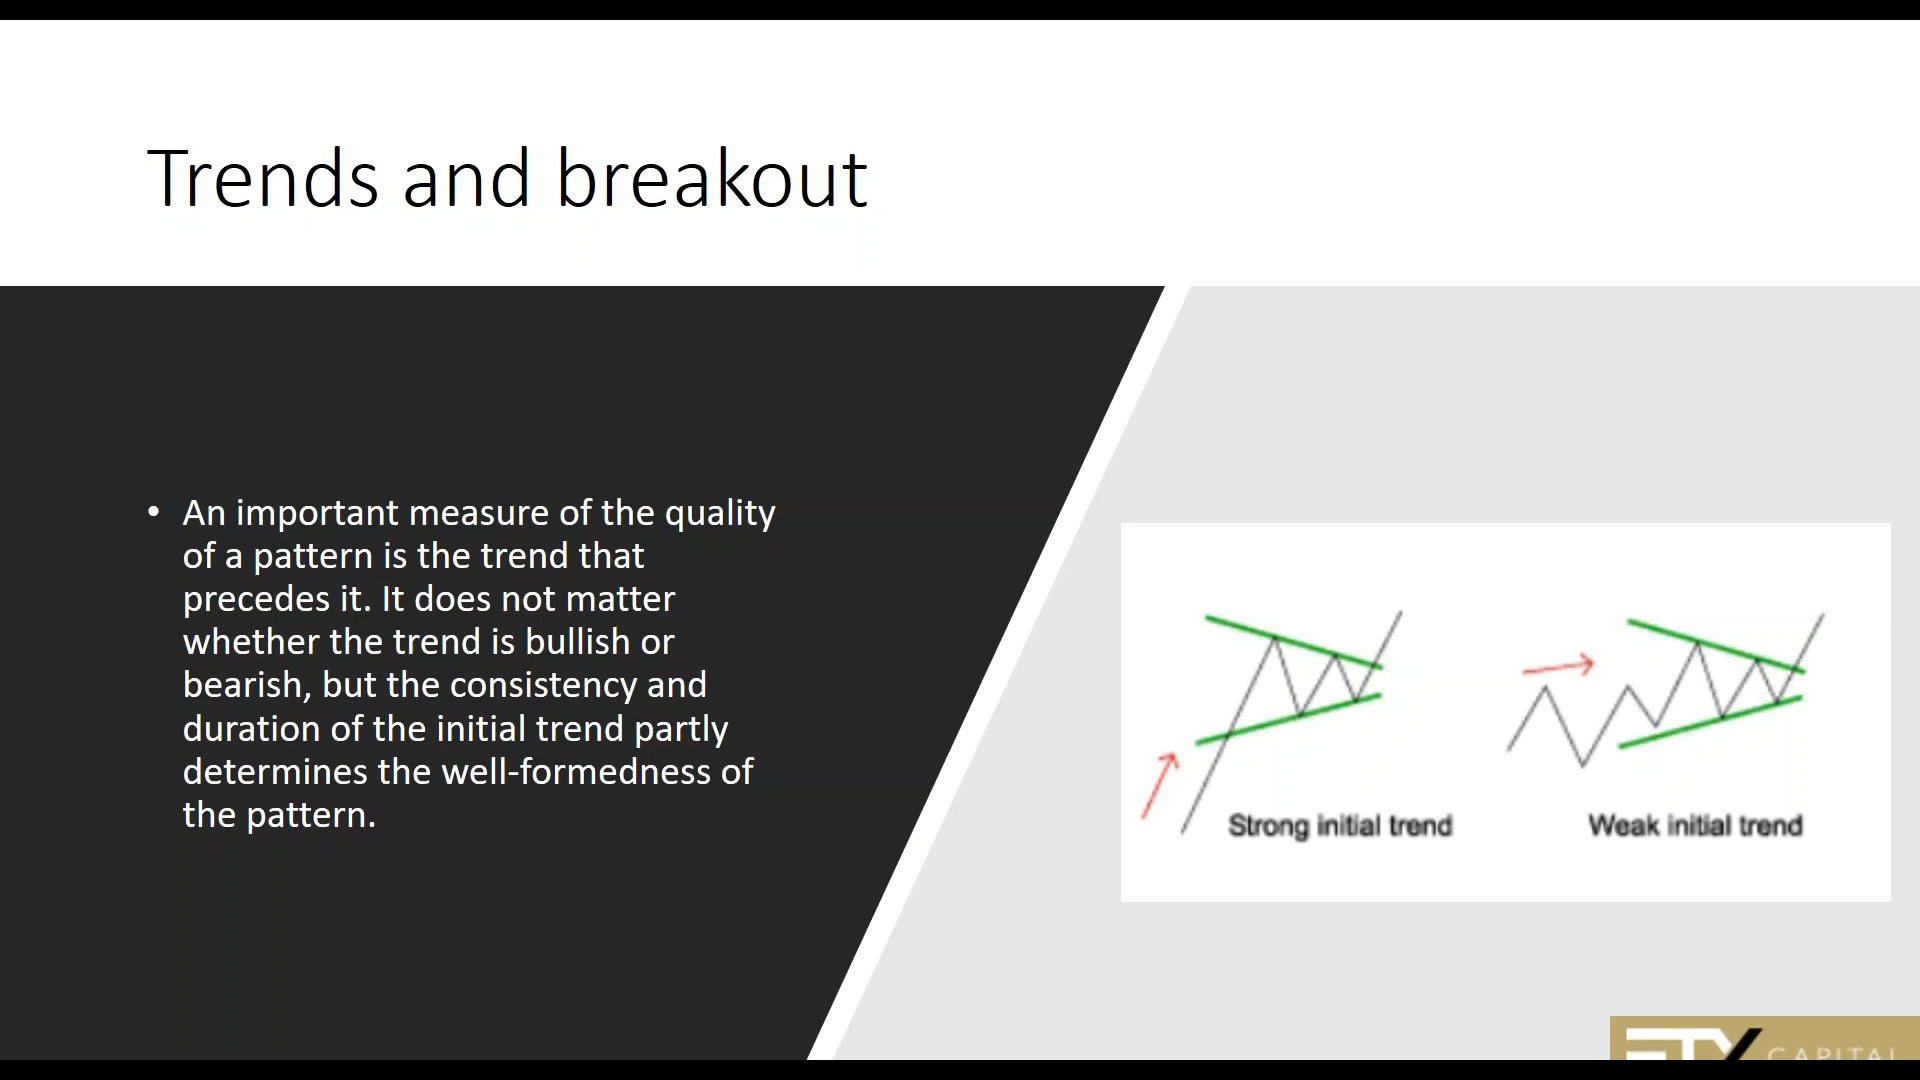 Trends and breakout
• An important measure of the quality
of a pattern is the trend that
precedes it. It does not matter
whether the trend is bullish or
bearish, but the consistency and
duration of the initial trend partly
determines the well-formedness of
the pattern.
Strong initial trend
Weak initial trend
ETX CAPITAL